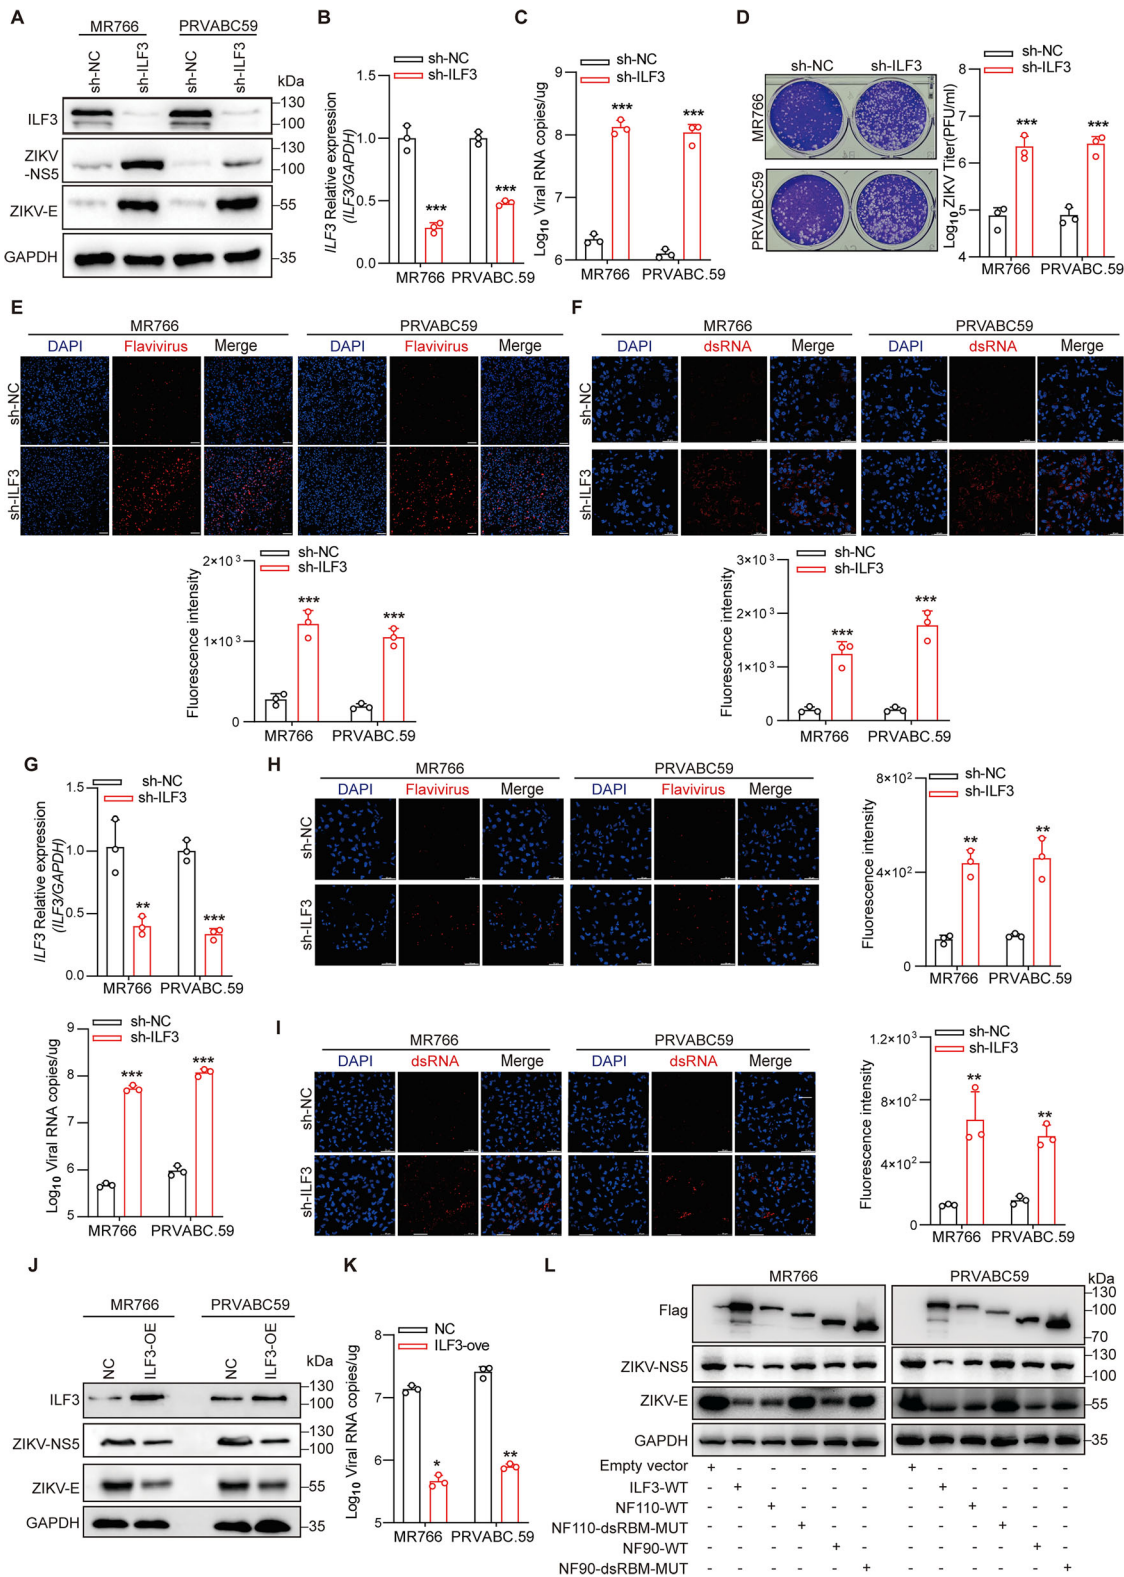 A
MR766 PRVABC59
sh-NC sh-ILF3 sh-NC sh-ILF3
kDa
ILF3
130
100
ZIKV
-NS5
130
100
ZIKV-E
55
GAPDH
35
B
sh-NC
sh-ILF3
ILF3 Relative expression
(ILF3/GAPDH)
1.5
1.0
0.5
0.0
*** ***
MR766 PRVABC.59
C
sh-NC
sh-ILF3
Log10 Viral RNA copies/ug
9
8
7
6
*** ***
MR766 PRVABC.59
D
sh-NC sh-ILF3
MR766
PRVABC59
sh-NC
sh-ILF3
ZIKV Titer(PFU/ml)
Log10
8
6
5
4
*** ***
MR766 PRVABC.59
E
MR766 PRVABC59
DAPI Flavivirus Merge DAPI Flavivirus Merge
sh-NC
sh-ILF3
sh-NC
sh-ILF3
Fluorescence intensity
2×10 3
1×10 3
0
*** ***
MR766 PRVABC.59
F
MR766 PRVABC59
DAPI dsRNA Merge DAPI dsRNA Merge
sh-NC
sh-ILF3
sh-NC
sh-ILF3
Fluorescence intensity
3×10 3
2×10 3
1×10 3
0
*** ***
MR766 PRVABC.59
G
sh-NC
sh-ILF3
ILF3 Relative expression
(ILF3/GAPDH)
1.5
1.0
0.5
0.0
** ***
MR766 PRVABC.59
sh-NC
sh-ILF3
Log10 Viral RNA copies/ug
9
8
7
6
5
*** ***
MR766 PRVABC.59
H
MR766 PRVABC59
DAPI Flavivirus Merge DAPI Flavivirus Merge
sh-NC
sh-ILF3
sh-NC
sh-ILF3
Fluorescence intensity
8×10²
4×10²
0
** **
MR766 PRVABC.59
I
MR766 PRVABC59
DAPI dsRNA Merge DAPI dsRNA Merge
sh-NC
sh-ILF3
sh-NC
sh-ILF3
Fluorescence intensity
1.2×10³
8×10²
4×10²
0
** **
MR766 PRVABC.59
J
MR766 PRVABC59
NC ILF3-OE NC ILF3-OE
kDa
ILF3
130
100
ZIKV-NS5
130
100
ZIKV-E
55
GAPDH
35
K
NC
ILF3-ove
Log10 Viral RNA copies/ug
8
7
6
5
* **
MR766 PRVABC.59
L
MR766 PRVABC59
kDa
Flag
130
100
70
ZIKV-NS5
130
100
ZIKV-E
55
GAPDH
35
Empty vector + - - - - - + - - - - -
ILF3-WT - + - - - - - + - - - -
NF110-WT - - + - - - - - + - - -
NF110-dsRBM-MUT - - - + - - - - - + - -
NF90-WT - - - - + - - - - - + -
NF90-dsRBM-MUT - - - - - + - - - - - +